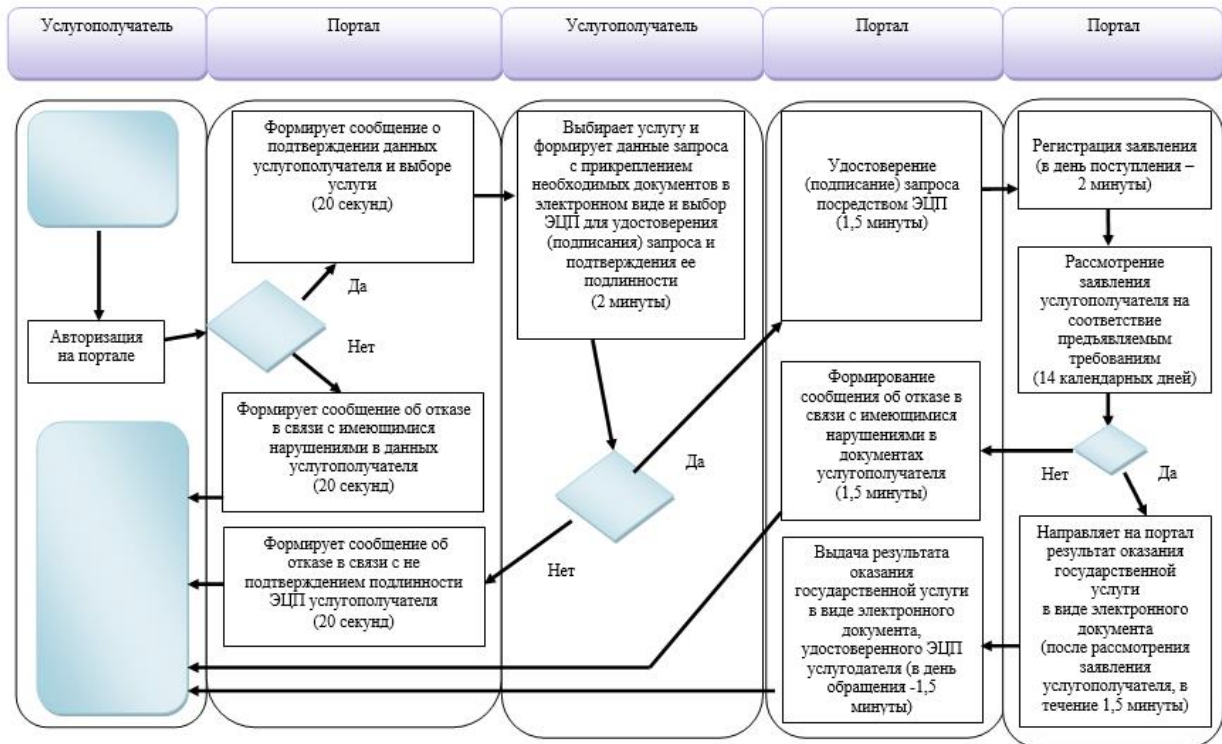 Услугополучатель
Портал
Услугополучатель
Портал
Портал
Авторизация
на портале
Формирует сообщение о
подтверждении данных
услугополучателя и выборе
услуги
(20 секунд)
Да
Нет
Формирует сообщение об отказе
в связи с имеющимися
нарушениями в данных
услугополучателя
(20 секунд)
Формирует сообщение об
отказе в связи с не
подтверждением подлинности
ЭЦП услугополучателя
(20 секунд)
Выбирает услугу и
формирует данные запроса
с прикреплением
необходимых документов в
электронном виде и выбор
ЭЦП для удостоверения
(подписания) запроса и
подтверждения ее
подлинности
(2 минуты)
Да
Нет
Удостоверение
(подписание) запроса
посредством ЭЦП
(1,5 минуты)
Формирование
сообщения об отказе в
связи с имеющимися
нарушениями в
документах
услугополучателя
(1,5 минуты)
Выдача результата
оказания
государственной услуги
в виде электронного
документа,
удостоверенного ЭЦП
услугодателя (в день
обращения -1,5
минуты)
Регистрация заявления
(в день поступления –
2 минуты)
Рассмотрение
заявления
услугополучателя на
соответствие
предъявляемым
требованиям
(14 календарных дней)
Нет
Да
Направляет на портал
результат оказания
государственной
услуги
в виде электронного
документа
(после рассмотрения
заявления
услугополучателя, в
течение 1,5 минуты)